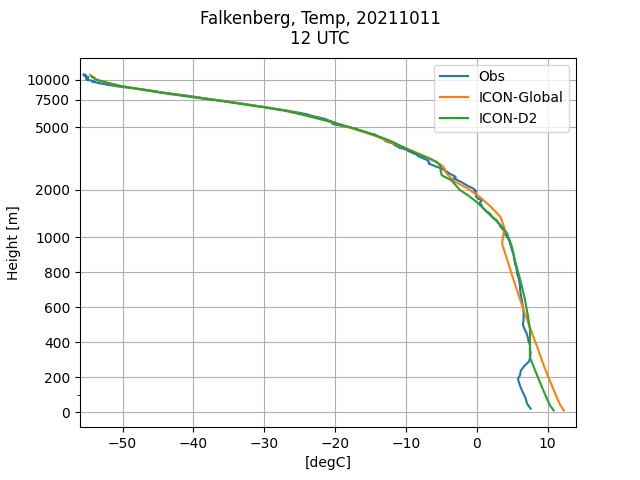 Falkenberg, Temp, 20211011
12 UTC
Obs
ICON-Global
ICON-D2
Height [m]
10000
7500
5000
2000
1000
800
600
400
200
0
−50
−40
−30
−20
−10
0
10
[degC]